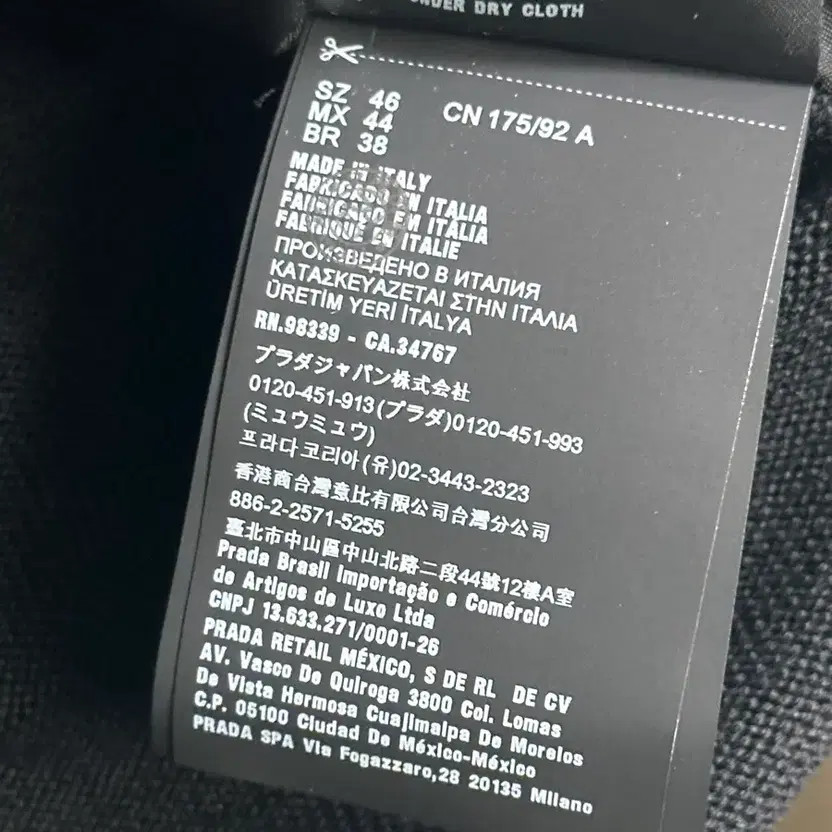 UNDER DRY CLOTH
SZ 46
MX 44
BR 38
CN 175/92 A
MADE IN ITALY
FABRICADO EN ITALIA
FABRICADO EM ITÁLIA
FABRIQUÉ EN ITALIE
ПРОИЗВЕДЕНО В ИТАЛИЯ
ΚΑΤΑΣΚΕΥΑΖΕΤΑΙ ΣΤΗΝ ΙΤΑΛΙΑ
ÜRETİM YERİ İTALYA
RN.98339 - CA.34767
プラダジャパン株式会社
0120-451-913(プラダ)0120-451-993
(ミュウミュウ)
프라다코리아(유)02-3443-2323
香港商台灣意比有限公司台灣分公司
886-2-2571-5255
臺北市中山區中山北路二段44號12樓A室
Prada Brasil Importação e Comércio
de Artigos de Luxo Ltda
CNPJ 13.633.271/0001-26
PRADA RETAIL MÉXICO, S DE RL DE CV
AV. Vasco De Quiroga 3800 Col. Lomas
De Vista Hermosa Cuajimalpa De Morelos
C.P. 05100 Ciudad De México-México
PRADA SPA Via Fogazzaro,28 20135 Milano